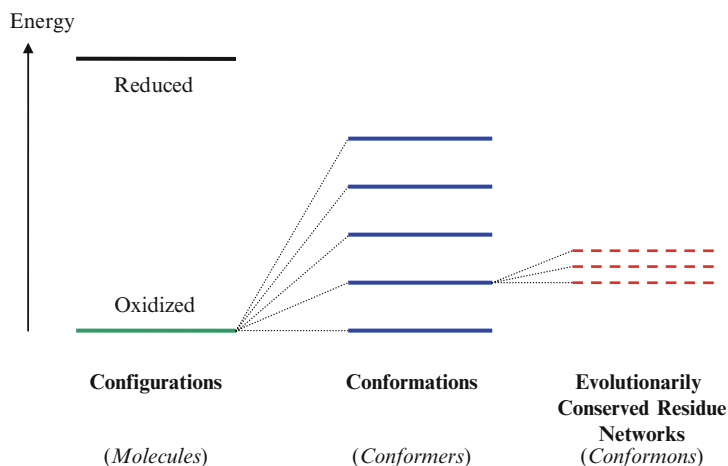 Energy
Reduced
Oxidized
Configurations
Conformations
Evolutionarily
Conserved Residue
Networks
(Molecules)
(Conformers)
(Conformons)